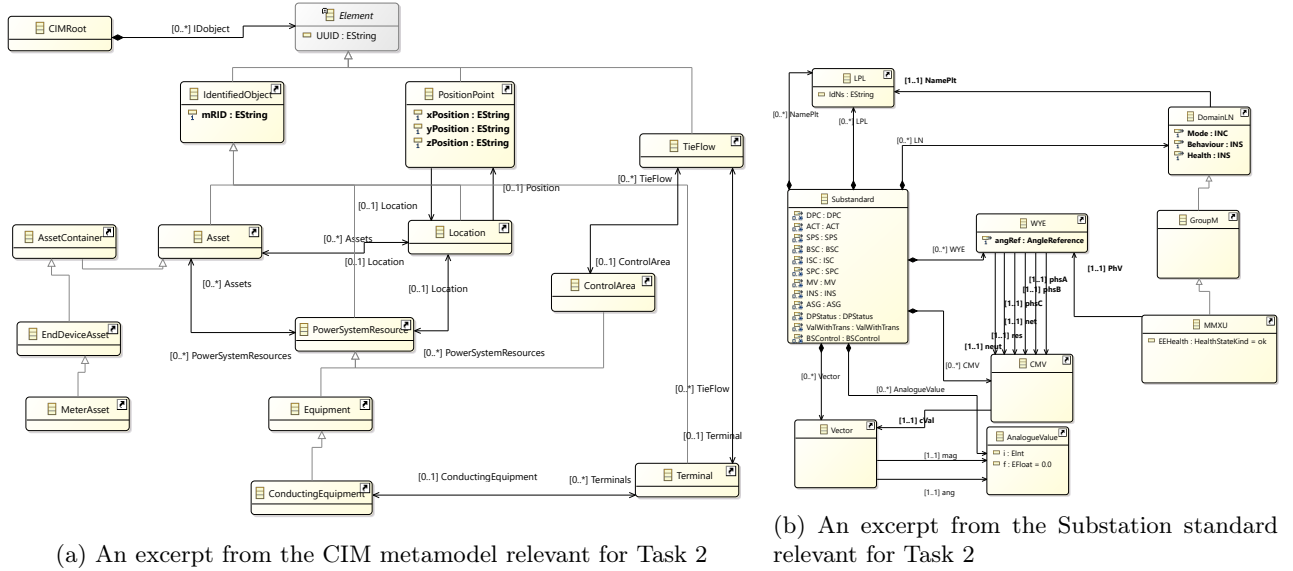 CIMRoot
[0..*] IDobject
Element
UUID : EString
IdentifiedObject
mRID : EString
PositionPoint
xPosition : EString
yPosition : EString
zPosition : EString
TieFlow
[0..*] TieFlow
[0..1] Position
[0..1] Location
AssetContainer
Asset
[0..*] Assets
Location
[0..1] Location
[0..1] ControlArea
[0..*] Assets
[0..1] Location
ControlArea
EndDeviceAsset
PowerSystemResource
[0..*] PowerSystemResources
[0..*] PowerSystemResources
MeterAsset
Equipment
[0..*] TieFlow
[0..1] Terminal
ConductingEquipment
[0..1] ConductingEquipment
[0..*] Terminals
Terminal
(a) An excerpt from the CIM metamodel relevant for Task 2
LPL
IdNs : EString
[1..1] NamePlt
[0..*] NamePlt
[0..*] LPL
DomainLN
Mode : INC
Behaviour : INS
Health : INS
[0..*] LN
Substandard
DPC : DPC
ACT : ACT
SPS : SPS
BSC : BSC
ISC : ISC
SPC : SPC
MV : MV
INS : INS
ASG : ASG
DPStatus : DPStatus
ValWithTrans : ValWithTrans
BSControl : BSControl
GroupM
WYE
angRef : AngleReference
[0..*] WYE
[1..1] PhV
[1..1] phsA
[1..1] phsB
[1..1] phsC
[1..1] net
[1..1] res
[1..1] neut
MMXU
EEHealth : HealthStateKind = ok
CMV
[0..*] CMV
[0..*] Vector
[0..*] AnalogueValue
[1..1] cVal
Vector
AnalogueValue
i : EInt
f : EFloat = 0.0
[1..1] mag
[1..1] ang
(b) An excerpt from the Substation standard
relevant for Task 2